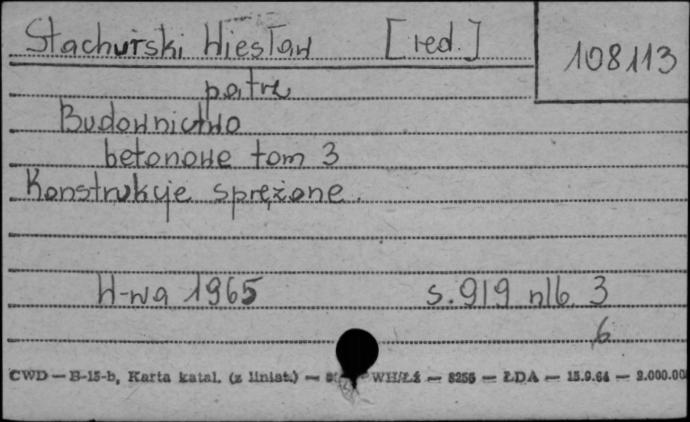 Stachurski Wiesław [red.]
108113
patrz
Budownictwo
betonowe tom 3
Konstrukcje sprężone.
W-wa 1965 s. 919 nlb. 3
6
CWD — B-15-b, Karta katal. (z liniat.) — WH/Łź — 8255 — ŁDA — 15.9.64 — 2.000.00